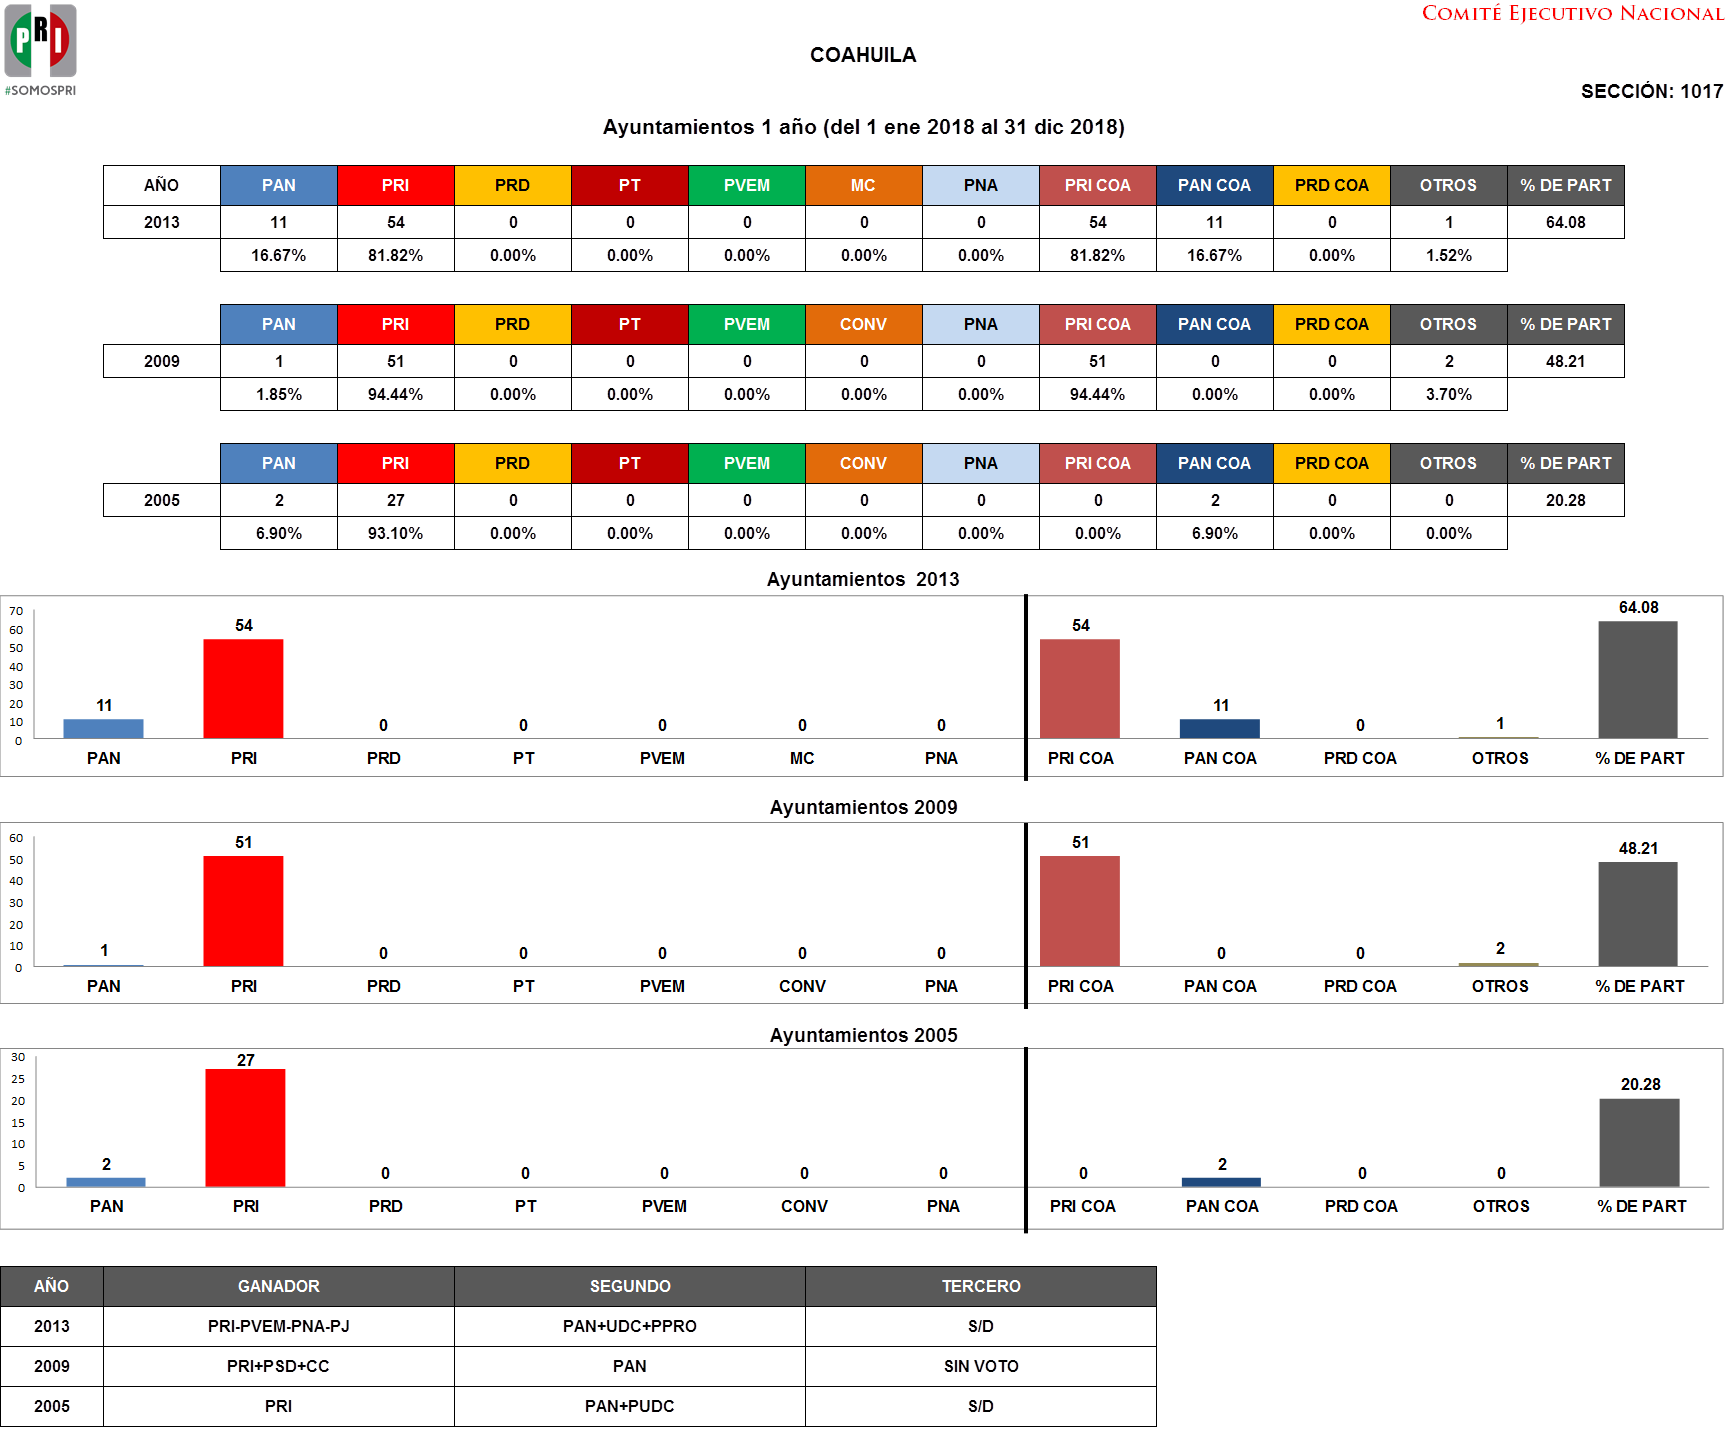 COMITÉ EJECUTIVO NACIONAL
PRI
#SOMOSPRI
COAHUILA
SECCIÓN: 1017
Ayuntamientos 1 año (del 1 ene 2018 al 31 dic 2018)
AÑO PAN PRI PRD PT PVEM MC PNA PRI COA PAN COA PRD COA OTROS % DE PART
2013 11 54 0 0 0 0 0 54 11 0 1 64.08
16.67% 81.82% 0.00% 0.00% 0.00% 0.00% 0.00% 81.82% 16.67% 0.00% 1.52%
PAN PRI PRD PT PVEM CONV PNA PRI COA PAN COA PRD COA OTROS % DE PART
2009 1 51 0 0 0 0 0 51 0 0 2 48.21
1.85% 94.44% 0.00% 0.00% 0.00% 0.00% 0.00% 94.44% 0.00% 0.00% 3.70%
PAN PRI PRD PT PVEM CONV PNA PRI COA PAN COA PRD COA OTROS % DE PART
2005 2 27 0 0 0 0 0 0 2 0 0 20.28
6.90% 93.10% 0.00% 0.00% 0.00% 0.00% 0.00% 0.00% 6.90% 0.00% 0.00%
Ayuntamientos 2013
70
60
50
40
30
20
10
0
11 54 0 0 0 0 0 54 11 0 1 64.08
PAN PRI PRD PT PVEM MC PNA PRI COA PAN COA PRD COA OTROS % DE PART
Ayuntamientos 2009
60
50
40
30
20
10
0
1 51 0 0 0 0 0 51 0 0 2 48.21
PAN PRI PRD PT PVEM CONV PNA PRI COA PAN COA PRD COA OTROS % DE PART
Ayuntamientos 2005
30
25
20
15
10
5
0
2 27 0 0 0 0 0 0 2 0 0 20.28
PAN PRI PRD PT PVEM CONV PNA PRI COA PAN COA PRD COA OTROS % DE PART
AÑO GANADOR SEGUNDO TERCERO
2013 PRI-PVEM-PNA-PJ PAN+UDC+PPRO S/D
2009 PRI+PSD+CC PAN SIN VOTO
2005 PRI PAN+PUDC S/D